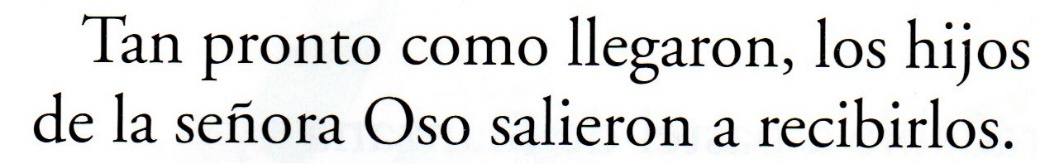 Tan pronto como llegaron, los hijos
de la señora Oso salieron a recibirlos.